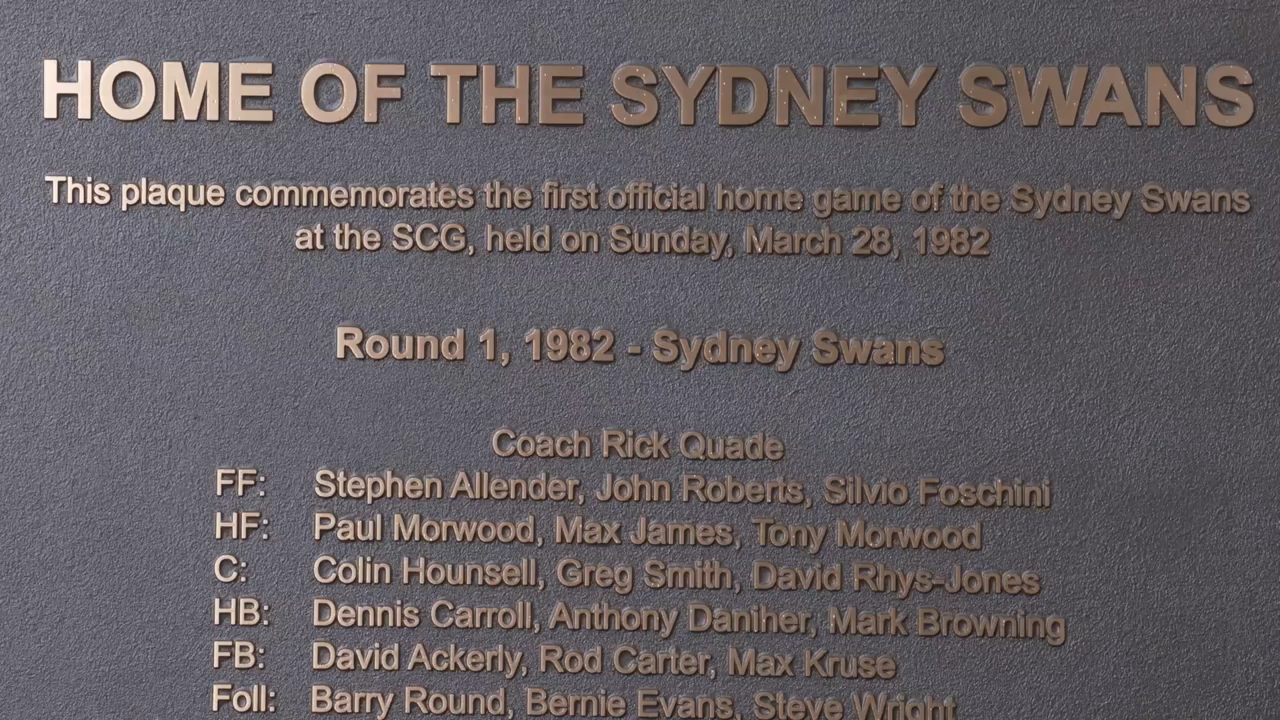 HOME OF THE SYDNEY SWANS
This plaque commemorates the first official home game of the Sydney Swans
at the SCG, held on Sunday, March 28, 1982
Round 1, 1982 - Sydney Swans
Coach Rick Quade
FF: Stephen Allender, John Roberts, Silvio Foschini
HF: Paul Morwood, Max James, Tony Morwood
C: Colin Hounsell, Greg Smith, David Rhys-Jones
HB: Dennis Carroll, Anthony Daniher, Mark Browning
FB: David Ackerly, Rod Carter, Max Kruse
Foll: Barry Round, Bernie Evans, Steve Wright